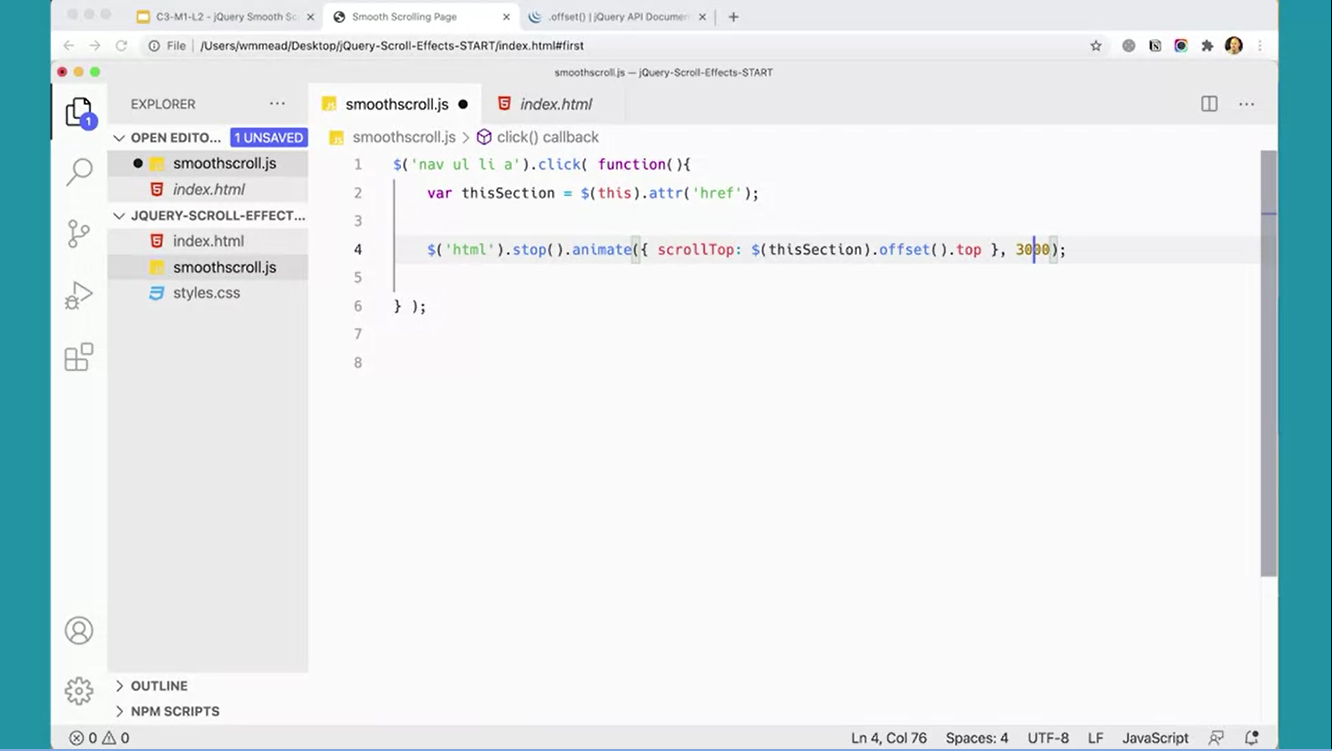 C3-M1-L2 - jQuery Smooth Sc
Smooth Scrolling Page
.offset() | jQuery API Documen
File
/Users/wmmead/Desktop/jQuery-Scroll-Effects-START/index.html#first
smoothscroll.js — jQuery-Scroll-Effects-START
EXPLORER
smoothscroll.js
index.html
1
OPEN EDITO...
1 UNSAVED
smoothscroll.js > click() callback
smoothscroll.js
index.html
JQUERY-SCROLL-EFFECT...
index.html
smoothscroll.js
styles.css
1 $('nav ul li a').click( function(){
2 var thisSection = $(this).attr('href');
3
4 $('html').stop().animate({ scrollTop: $(thisSection).offset().top }, 3000);
5
6 } );
7
8
OUTLINE
NPM SCRIPTS
0 0
Ln 4, Col 76
Spaces: 4
UTF-8
LF
JavaScript